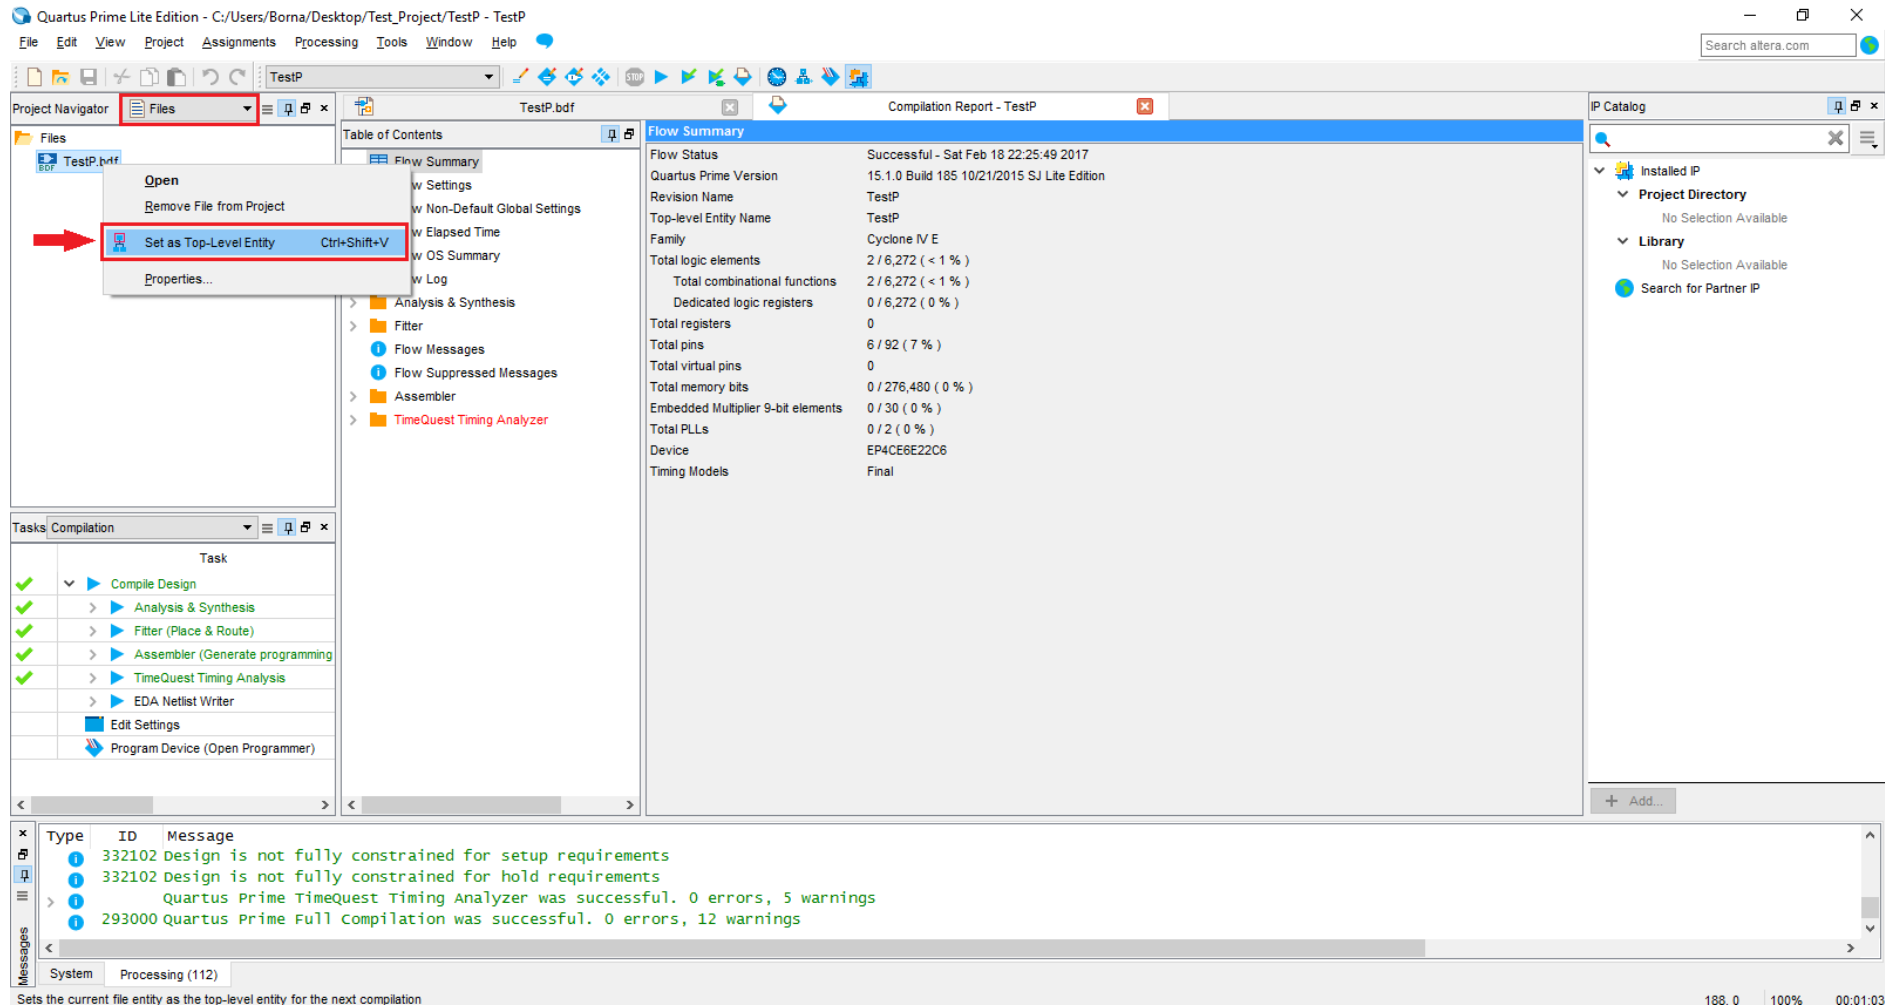 Quartus Prime Lite Edition - C:/Users/Borna/Desktop/Test_Project/TestP - TestP
File Edit View Project Assignments Processing Tools Window Help
Search altera.com
TestP
STOP
Project Navigator Files
TestP.bdf
Compilation Report - TestP
IP Catalog
Files
TestP.bdf
BDF
Open
Remove File from Project
Set as Top-Level Entity Ctrl+Shift+V
Properties...
Table of Contents
Flow Summary
w Settings
w Non-Default Global Settings
w Elapsed Time
w OS Summary
w Log
Analysis & Synthesis
Fitter
Flow Messages
Flow Suppressed Messages
Assembler
TimeQuest Timing Analyzer
Flow Summary
Flow Status Successful - Sat Feb 18 22:25:49 2017
Quartus Prime Version 15.1.0 Build 185 10/21/2015 SJ Lite Edition
Revision Name TestP
Top-level Entity Name TestP
Family Cyclone IV E
Total logic elements 2 / 6,272 ( < 1 % )
Total combinational functions 2 / 6,272 ( < 1 % )
Dedicated logic registers 0 / 6,272 ( 0 % )
Total registers 0
Total pins 6 / 92 ( 7 % )
Total virtual pins 0
Total memory bits 0 / 276,480 ( 0 % )
Embedded Multiplier 9-bit elements 0 / 30 ( 0 % )
Total PLLs 0 / 2 ( 0 % )
Device EP4CE6E22C6
Timing Models Final
Installed IP
Project Directory
No Selection Available
Library
No Selection Available
Search for Partner IP
+ Add...
Tasks Compilation
Task
Compile Design
Analysis & Synthesis
Fitter (Place & Route)
Assembler (Generate programming
TimeQuest Timing Analysis
EDA Netlist Writer
Edit Settings
Program Device (Open Programmer)
Messages
Type ID Message
332102 Design is not fully constrained for setup requirements
332102 Design is not fully constrained for hold requirements
Quartus Prime TimeQuest Timing Analyzer was successful. 0 errors, 5 warnings
293000 Quartus Prime Full Compilation was successful. 0 errors, 12 warnings
System Processing (112)
Sets the current file entity as the top-level entity for the next compilation
188, 0 100% 00:01:03